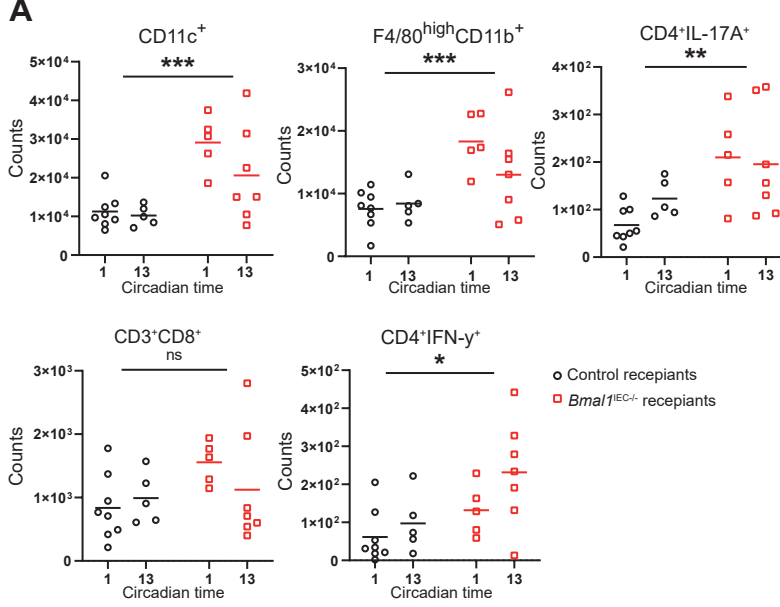 A
CD11c⁺
***
5×10⁴
4×10⁴
3×10⁴
2×10⁴
1×10⁴
0
Counts
1 13 1 13
Circadian time
F4/80ʰⁱᵍʰCD11b⁺
***
3×10⁴
2×10⁴
1×10⁴
0
Counts
1 13 1 13
Circadian time
CD4⁺IL-17A⁺
**
4×10²
3×10²
2×10²
1×10²
0
Counts
1 13 1 13
Circadian time
CD3⁺CD8⁺
ns
3×10³
2×10³
1×10³
0
Counts
1 13 1 13
Circadian time
CD4⁺IFN-y⁺
*
5×10²
4×10²
3×10²
2×10²
1×10²
0
Counts
1 13 1 13
Circadian time
Control recepiants
Bmal1ᴵᴱᶜ⁻/⁻ recepiants